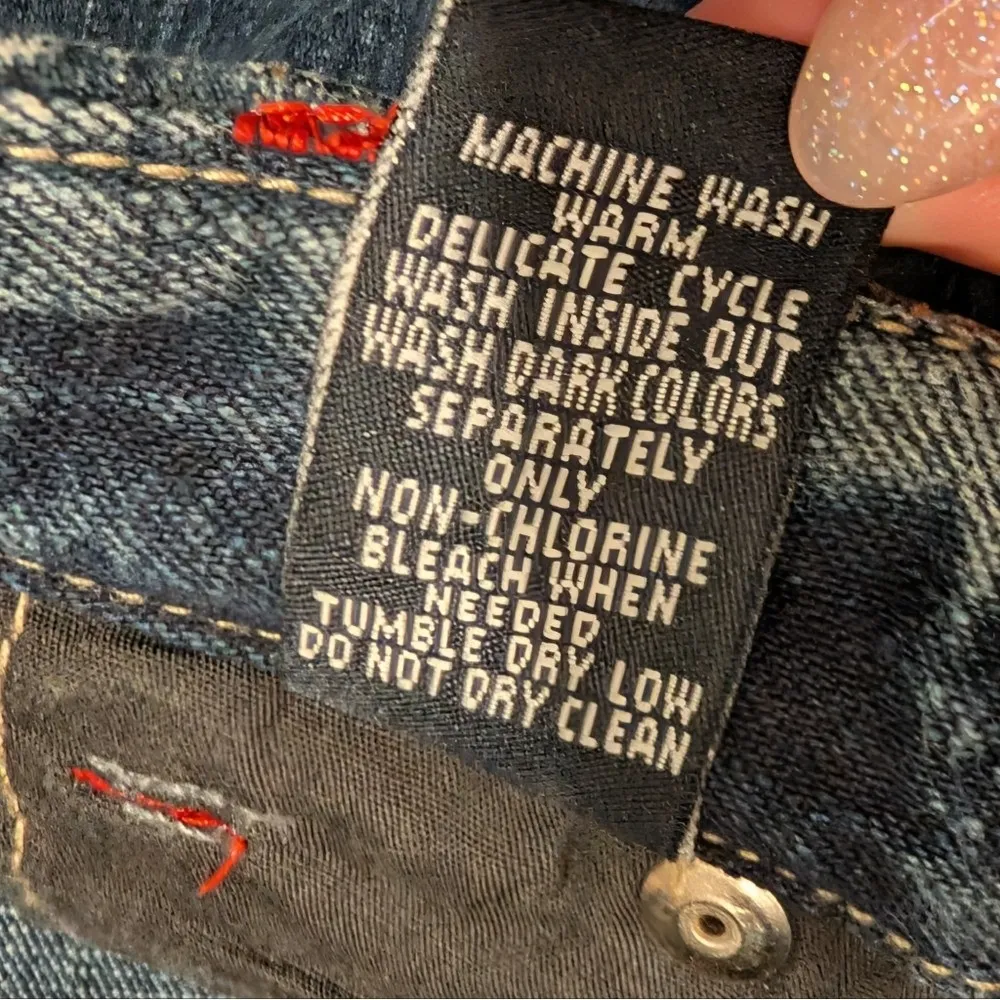 MACHINE WASH
WARM
DELICATE CYCLE
WASH INSIDE OUT
WASH DARK COLORS
SEPARATELY
ONLY
NON-CHLORINE
BLEACH WHEN
NEEDED
TUMBLE DRY LOW
DO NOT DRY CLEAN